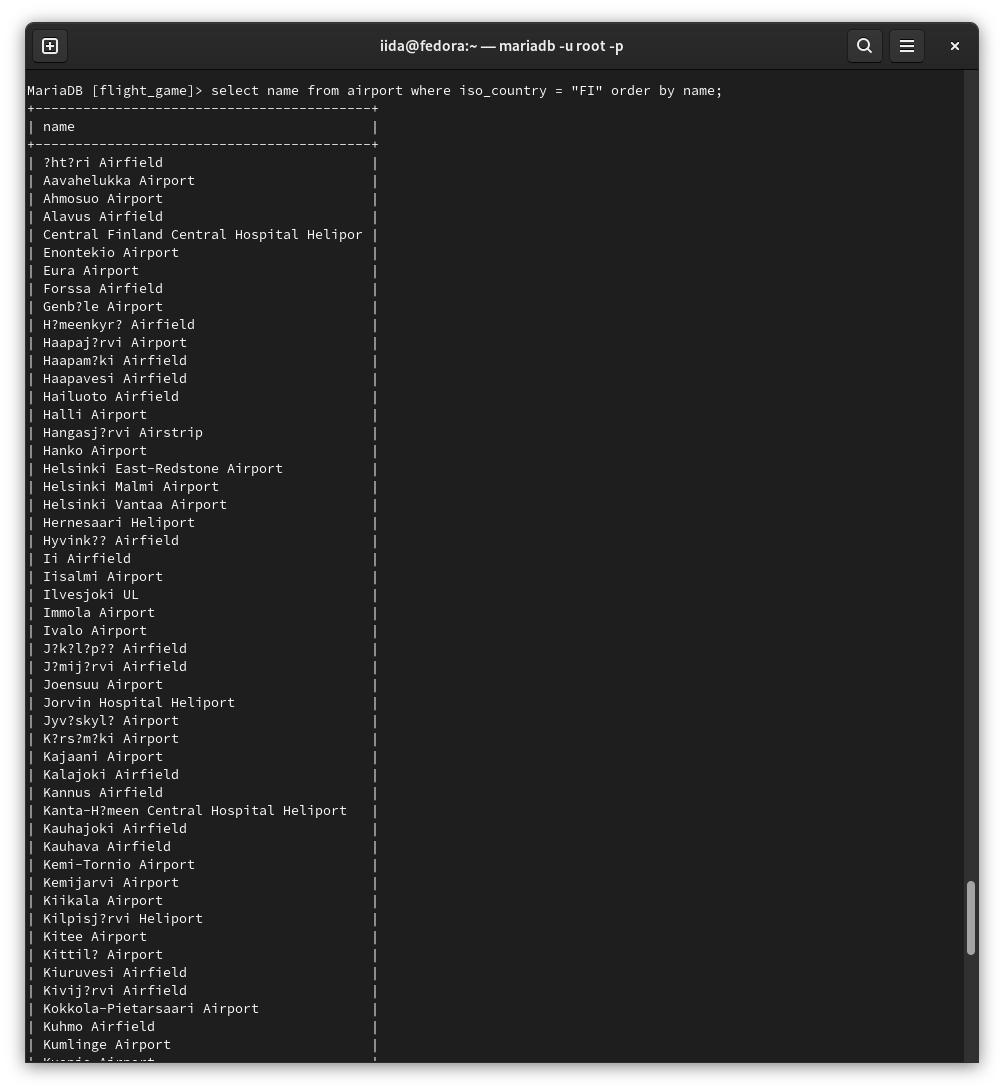 iida@fedora:~ — mariadb -u root -p
MariaDB [flight_game]> select name from airport where iso_country = "FI" order by name;
+-------------------------------------------+
| name                                      |
+-------------------------------------------+
| ?ht?ri Airfield                           |
| Aavahelukka Airport                       |
| Ahmosuo Airport                           |
| Alavus Airfield                           |
| Central Finland Central Hospital Helipor |
| Enontekio Airport                         |
| Eura Airport                              |
| Forssa Airfield                           |
| Genb?le Airport                           |
| H?meenkyr? Airfield                       |
| Haapaj?rvi Airport                        |
| Haapam?ki Airfield                        |
| Haapavesi Airfield                        |
| Hailuoto Airfield                         |
| Halli Airport                             |
| Hangasj?rvi Airstrip                      |
| Hanko Airport                             |
| Helsinki East-Redstone Airport            |
| Helsinki Malmi Airport                    |
| Helsinki Vantaa Airport                   |
| Hernesaari Heliport                       |
| Hyvink?? Airfield                         |
| Ii Airfield                               |
| Iisalmi Airport                           |
| Ilvesjoki UL                              |
| Immola Airport                            |
| Ivalo Airport                             |
| J?k?l?p?? Airfield                        |
| J?mij?rvi Airfield                        |
| Joensuu Airport                           |
| Jorvin Hospital Heliport                  |
| Jyv?skyl? Airport                         |
| K?rs?m?ki Airport                         |
| Kajaani Airport                           |
| Kalajoki Airfield                         |
| Kannus Airfield                           |
| Kanta-H?meen Central Hospital Heliport    |
| Kauhajoki Airfield                        |
| Kauhava Airfield                          |
| Kemi-Tornio Airport                       |
| Kemijarvi Airport                         |
| Kiikala Airport                           |
| Kilpisj?rvi Heliport                      |
| Kitee Airport                             |
| Kittil? Airport                           |
| Kiuruvesi Airfield                        |
| Kivij?rvi Airfield                        |
| Kokkola-Pietarsaari Airport               |
| Kuhmo Airfield                            |
| Kumlinge Airport                          |